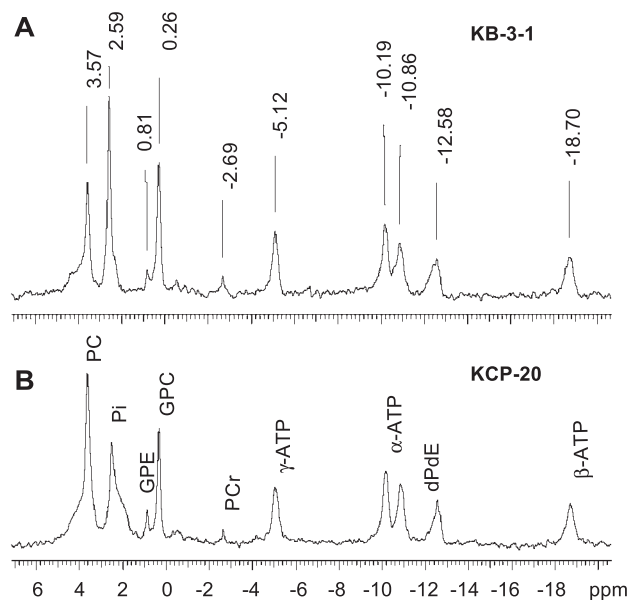 A
KB-3-1
3.57
2.59
0.81
0.26
-2.69
-5.12
-10.19
-10.86
-12.58
-18.70
B
KCP-20
PC
Pi
GPE
GPC
PCr
γ-ATP
α-ATP
dPdE
β-ATP
6 4 2 0 -2 -4 -6 -8 -10 -12 -14 -16 -18 ppm